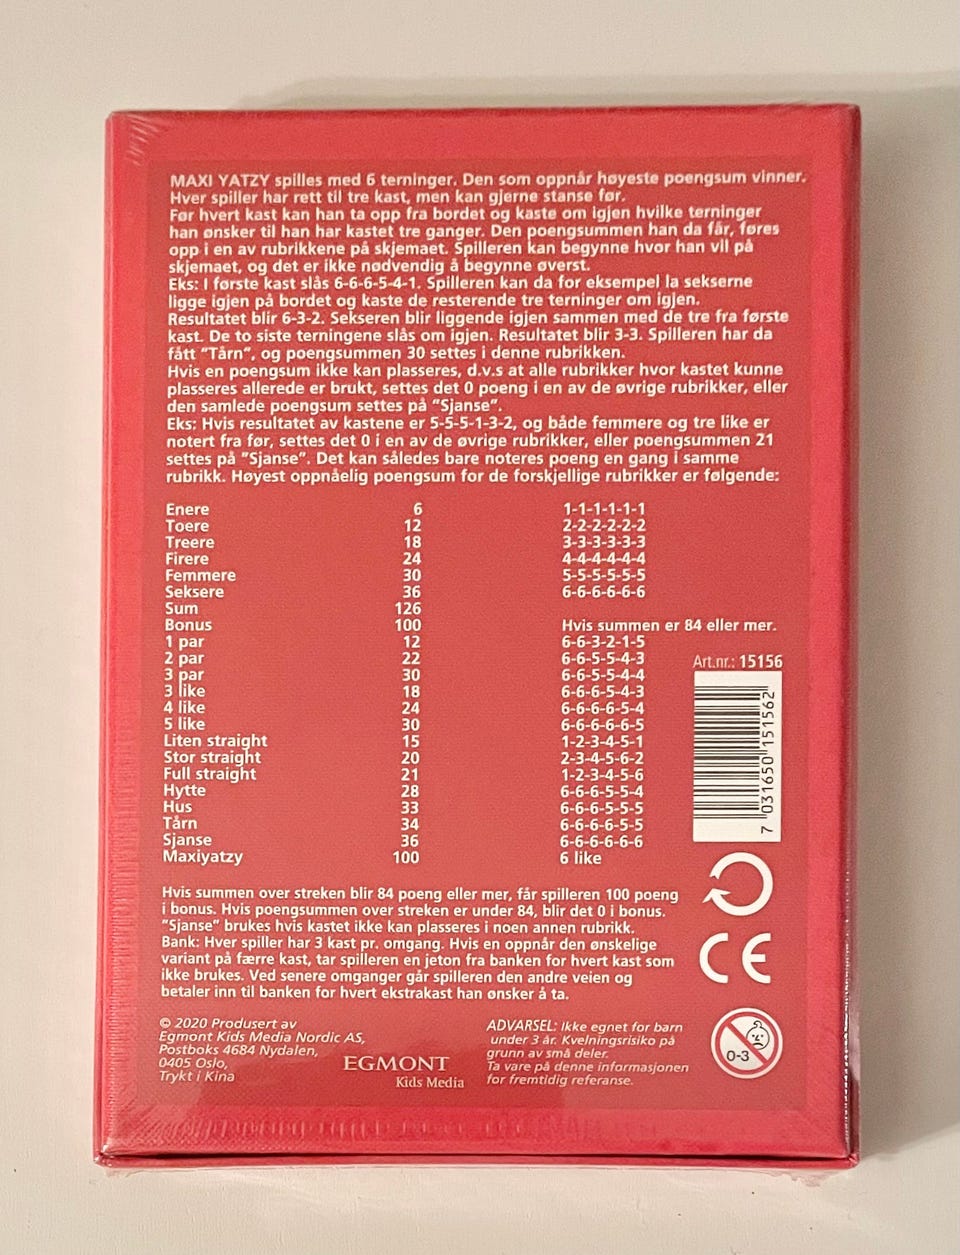 MAXI YATZY spilles med 6 terninger. Den som oppnår høyeste poengsum vinner.
Hver spiller har rett til tre kast, men kan gjerne stanse før.
Før hvert kast kan han ta opp fra bordet og kaste om igjen hvilke terninger
han ønsker til han har kastet tre ganger. Den poengsummen han da får, føres
opp i en av rubrikkene på skjemaet. Spilleren kan begynne hvor han vil på
skjemaet, og det er ikke nødvendig å begynne øverst.
Eks: I første kast slås 6-6-6-5-4-1. Spilleren kan da for eksempel la sekserne
ligge igjen på bordet og kaste de resterende tre terninger om igjen.
Resultatet blir 6-3-2. Sekseren blir liggende igjen sammen med de tre fra første
kast. De to siste terningene slås om igjen. Resultatet blir 3-3. Spilleren har da
fått "Tårn", og poengsummen 30 settes i denne rubrikken.
Hvis en poengsum ikke kan plasseres, d.v.s at alle rubrikker hvor kastet kunne
plasseres allerede er brukt, settes det 0 poeng i en av de øvrige rubrikker, eller
den samlede poengsum settes på "Sjanse".
Eks: Hvis resultatet av kastene er 5-5-5-1-3-2, og både femmere og tre like er
notert fra før, settes det 0 i en av de øvrige rubrikker, eller poengsummen 21
settes på "Sjanse". Det kan således bare noteres poeng en gang i samme
rubrikk. Høyest oppnåelig poengsum for de forskjellige rubrikker er følgende:
Enere 6 1-1-1-1-1-1
Toere 12 2-2-2-2-2-2
Treere 18 3-3-3-3-3-3
Firere 24 4-4-4-4-4-4
Femmere 30 5-5-5-5-5-5
Seksere 36 6-6-6-6-6-6
Sum 126
Bonus 100 Hvis summen er 84 eller mer.
1 par 12 6-6-3-2-1-5
2 par 22 6-6-5-5-4-3
3 par 30 6-6-5-5-4-4
3 like 18 6-6-6-5-4-3
4 like 24 6-6-6-6-5-4
5 like 30 6-6-6-6-6-5
Liten straight 15 1-2-3-4-5-1
Stor straight 20 2-3-4-5-6-2
Full straight 21 1-2-3-4-5-6
Hytte 28 6-6-6-5-5-4
Hus 33 6-6-6-5-5-5
Tårn 34 6-6-6-6-5-5
Sjanse 36 6-6-6-6-6-6
Maxiyatzy 100 6 like
Art.nr.: 15156
7 031650 151562
Hvis summen over streken blir 84 poeng eller mer, får spilleren 100 poeng
i bonus. Hvis poengsummen over streken er under 84, blir det 0 i bonus.
"Sjanse" brukes hvis kastet ikke kan plasseres i noen annen rubrik.
Bank: Hver spiller har 3 kast pr. omgang. Hvis en oppnår den ønskelige
variant på færre kast, tar spilleren en jeton fra banken for hvert kast som
ikke brukes. Ved senere omganger går spilleren den andre veien og
betaler inn til banken for hvert ekstrakast han ønsker å ta.
CE
© 2020 Produsert av
Egmont Kids Media Nordic AS,
Postboks 4684 Nydalen,
0405 Oslo,
Trykt i Kina
EGMONT
Kids Media
ADVARSEL: Ikke egnet for barn
under 3 år. Kvelningsrisiko på
grunn av små deler.
Ta vare på denne informasjonen
for fremtidig referanse.
0-3